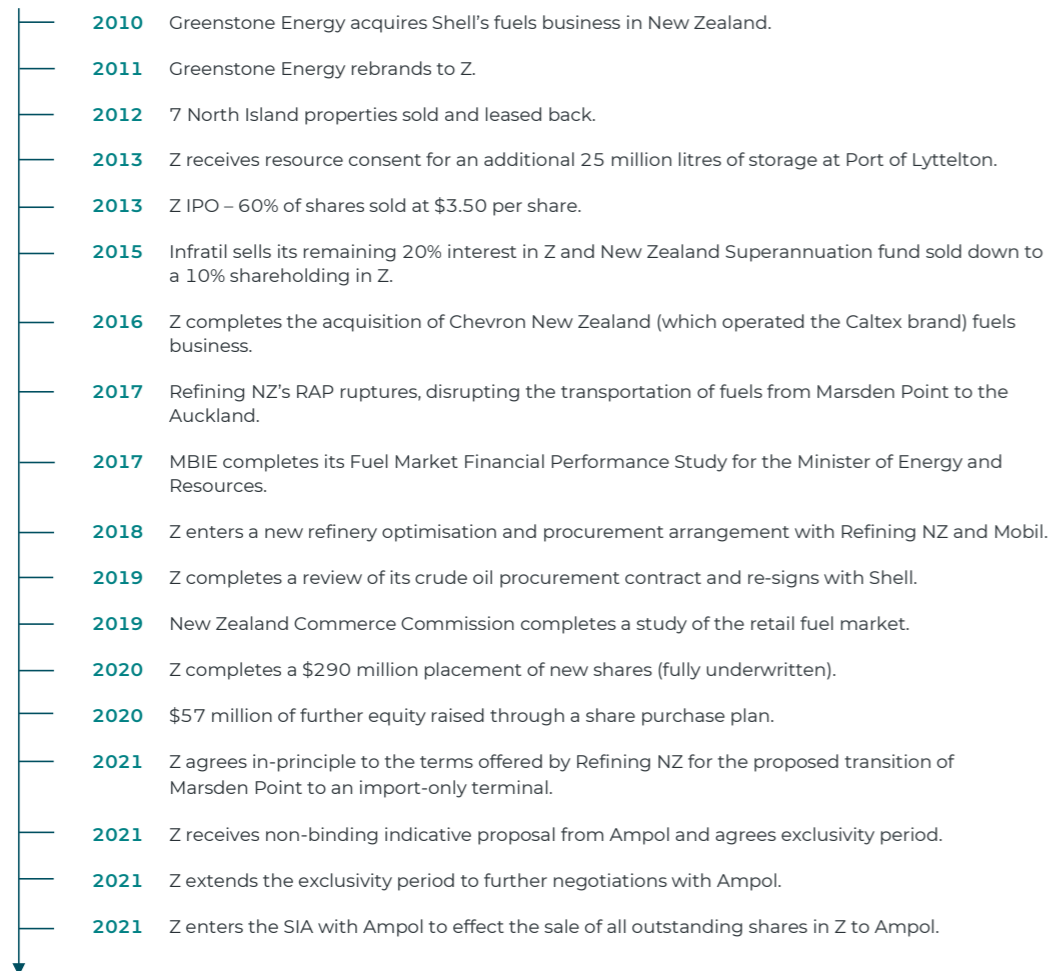 2010 Greenstone Energy acquires Shell's fuels business in New Zealand.
2011 Greenstone Energy rebrands to Z.
2012 7 North Island properties sold and leased back.
2013 Z receives resource consent for an additional 25 million litres of storage at Port of Lyttelton.
2013 Z IPO – 60% of shares sold at $3.50 per share.
2015 Infratil sells its remaining 20% interest in Z and New Zealand Superannuation fund sold down to
a 10% shareholding in Z.
2016 Z completes the acquisition of Chevron New Zealand (which operated the Caltex brand) fuels
business.
2017 Refining NZ's RAP ruptures, disrupting the transportation of fuels from Marsden Point to the
Auckland.
2017 MBIE completes its Fuel Market Financial Performance Study for the Minister of Energy and
Resources.
2018 Z enters a new refinery optimisation and procurement arrangement with Refining NZ and Mobil.
2019 Z completes a review of its crude oil procurement contract and re-signs with Shell.
2019 New Zealand Commerce Commission completes a study of the retail fuel market.
2020 Z completes a $290 million placement of new shares (fully underwritten).
2020 $57 million of further equity raised through a share purchase plan.
2021 Z agrees in-principle to the terms offered by Refining NZ for the proposed transition of
Marsden Point to an import-only terminal.
2021 Z receives non-binding indicative proposal from Ampol and agrees exclusivity period.
2021 Z extends the exclusivity period to further negotiations with Ampol.
2021 Z enters the SIA with Ampol to effect the sale of all outstanding shares in Z to Ampol.